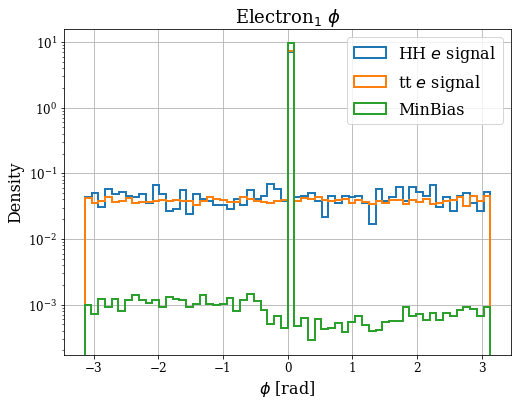 Electron₁ ϕ
HH e signal
tt e signal
MinBias
Density
10¹
10⁰
10⁻¹
10⁻²
10⁻³
−3 −2 −1 0 1 2 3
ϕ [rad]